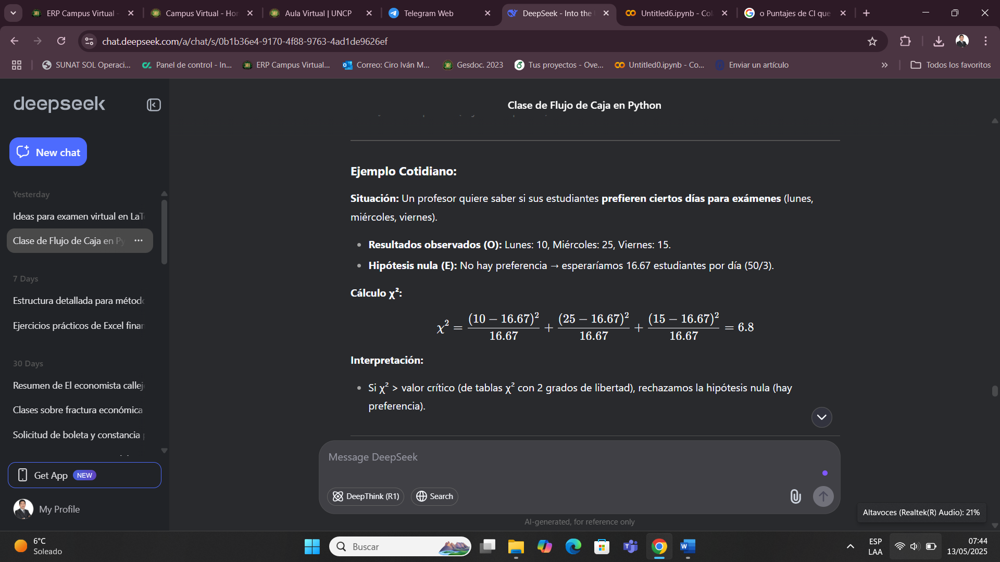 ERP Campus Virtual -
Campus Virtual - Hor
Aula Virtual | UNCP
Telegram Web
DeepSeek - Into the
Untitled6.ipynb - Col
o Puntajes de CI que
chat.deepseek.com/a/chat/s/0b1b36e4-9170-4f88-9763-4ad1de9626ef
SUNAT SOL Operaci...
Panel de control - In...
ERP Campus Virtual...
Correo: Ciro Iván M...
Gesdoc. 2023
Tus proyectos - Ove...
Untitled0.ipynb - Co...
Enviar un artículo
Todos los favoritos
deepseek
New chat
Yesterday
Ideas para examen virtual en LaT
Clase de Flujo de Caja en Py
7 Days
Estructura detallada para método
Ejercicios prácticos de Excel finan
30 Days
Resumen de El economista calleje
Clases sobre fractura económica
Solicitud de boleta y constancia p
Get App NEW
My Profile
Clase de Flujo de Caja en Python
Ejemplo Cotidiano:
Situación: Un profesor quiere saber si sus estudiantes prefieren ciertos días para exámenes (lunes,
miércoles, viernes).
• Resultados observados (O): Lunes: 10, Miércoles: 25, Viernes: 15.
• Hipótesis nula (E): No hay preferencia → esperaríamos 16.67 estudiantes por día (50/3).
Cálculo χ²:
χ² = (10 − 16.67)²/16.67 + (25 − 16.67)²/16.67 + (15 − 16.67)²/16.67 = 6.8
Interpretación:
• Si χ² > valor crítico (de tablas χ² con 2 grados de libertad), rechazamos la hipótesis nula (hay
preferencia).
Message DeepSeek
DeepThink (R1)
Search
AI-generated, for reference only
Altavoces (Realtek(R) Audio): 21%
6°C
Soleado
Buscar
ESP
LAA
07:44
13/05/2025